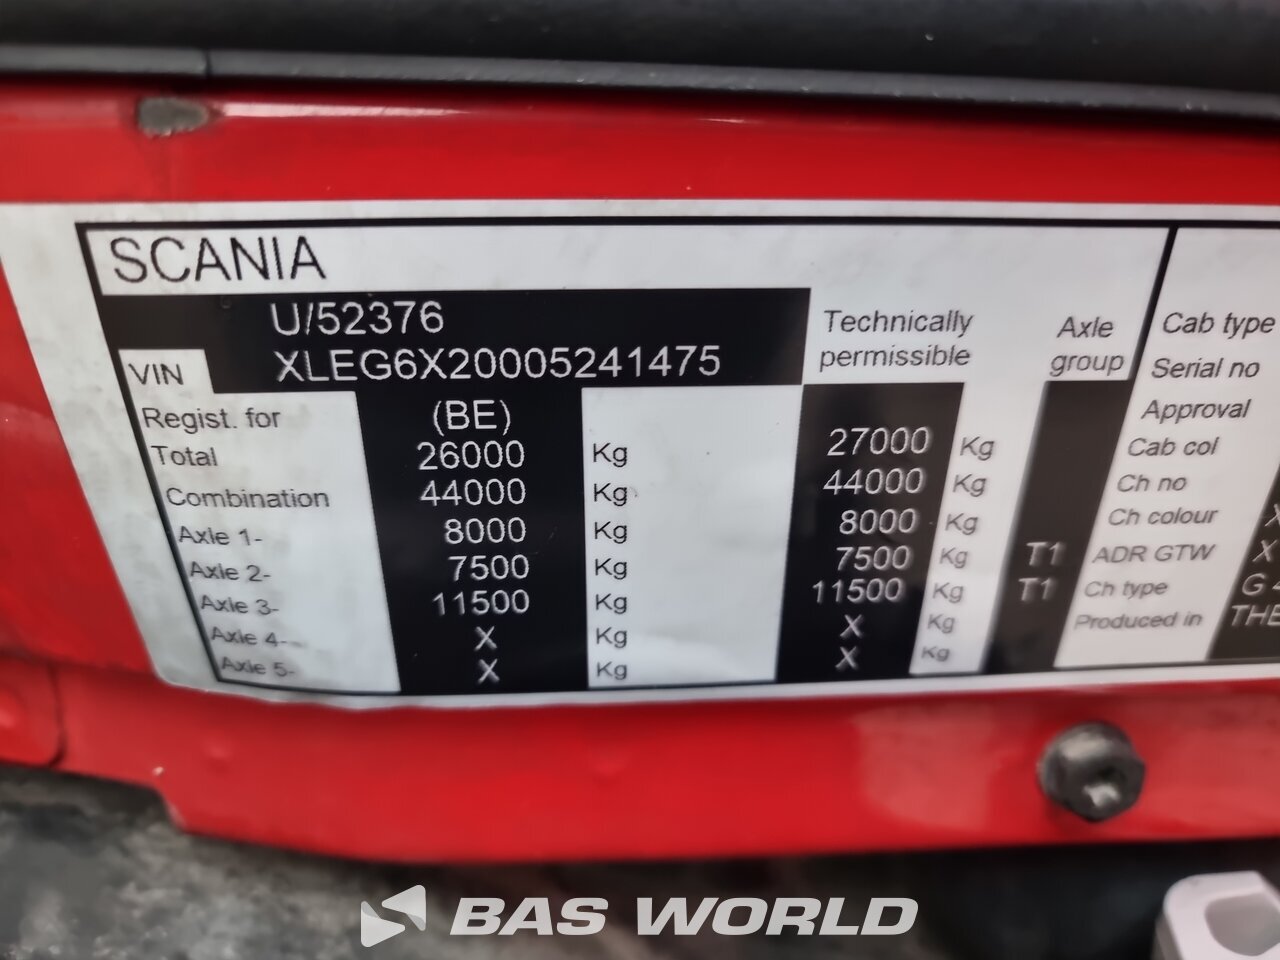 SCANIA
U/52376
VIN XLEG6X20005241475
Technically permissible
Axle group
Regist. for (BE)
Total 26000 Kg 27000 Kg
Combination 44000 Kg 44000 Kg
Axle 1- 8000 Kg 8000 Kg
Axle 2- 7500 Kg 7500 Kg T1
Axle 3- 11500 Kg 11500 Kg T1
Axle 4- X Kg X Kg
Axle 5- X Kg X Kg
Cab type
Serial no
Approval
Cab col
Ch no
Ch colour X
ADR GTW X
Ch type G
Produced in THE
BAS WORLD